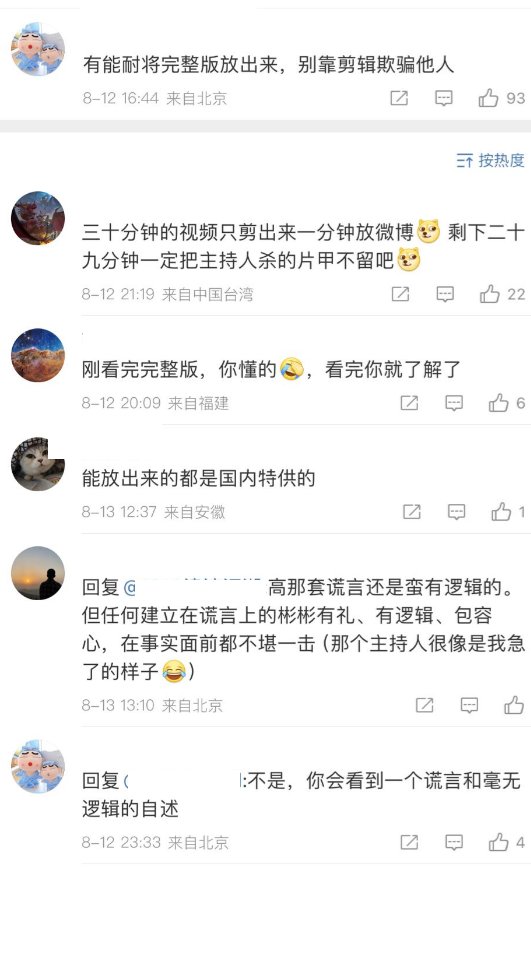 有能耐将完整版放出来，别靠剪辑欺骗他人
8-12 16:44 来自北京
93
按热度
三十分钟的视频只剪出来一分钟放微博 剩下二十
九分钟一定把主持人杀的片甲不留吧
8-12 21:19 来自中国台湾
22
刚看完完整版，你懂的，看完你就了解了
8-12 20:09 来自福建
6
能放出来的都是国内特供的
8-13 12:37 来自安徽
1
回复@ 高那套谎言还是蛮有逻辑的。
但任何建立在谎言上的彬彬有礼、有逻辑、包容
心，在事实面前都不堪一击（那个主持人很像是我急
了的样子）
8-13 13:10 来自北京
回复 :不是，你会看到一个谎言和毫无
逻辑的自述
8-12 23:33 来自北京
4